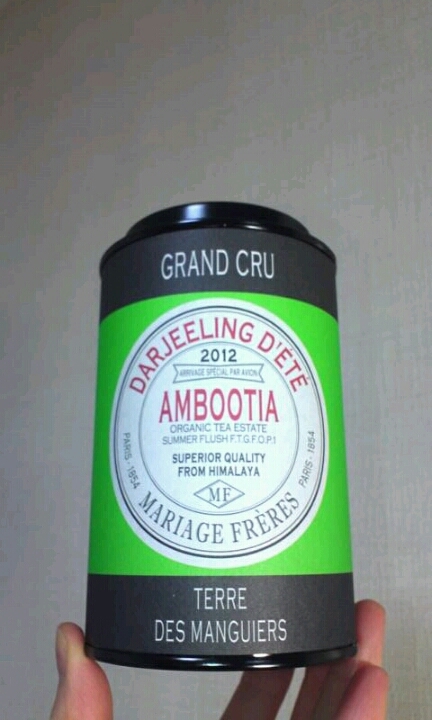 GRAND CRU
DARJEELING D'ÉTÉ
2012
ARRIVAGE SPÉCIAL PAR AVION
AMBOOTIA
ORGANIC TEA ESTATE
SUMMER FLUSH F.T.G.F.O.P.1
SUPERIOR QUALITY
FROM HIMALAYA
MF
PARIS - 1854
PARIS - 1854
MARIAGE FRÈRES
TERRE
DES MANGUIERS